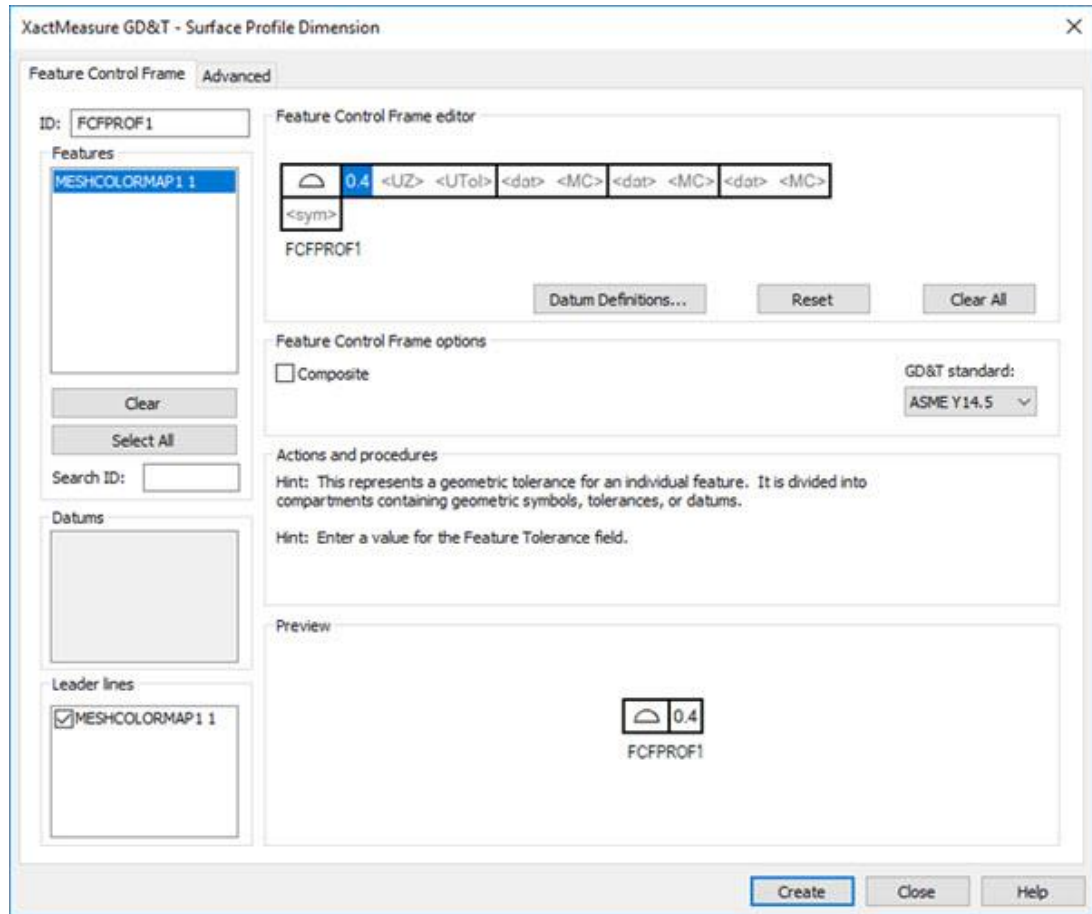 XactMeasure GD&T - Surface Profile Dimension
Feature Control Frame Advanced
ID: FCFPROF1
Features
MESHCOLORMAP1 1
Clear
Select All
Search ID:
Datums
Leader lines
MESHCOLORMAP1 1
Feature Control Frame editor
0.4 <UZ> <UTol> <dat> <MC> <dat> <MC> <dat> <MC>
<sym>
FCFPROF1
Datum Definitions... Reset Clear All
Feature Control Frame options
Composite
GD&T standard:
ASME Y14.5
Actions and procedures
Hint: This represents a geometric tolerance for an individual feature. It is divided into
compartments containing geometric symbols, tolerances, or datums.
Hint: Enter a value for the Feature Tolerance field.
Preview
0.4
FCFPROF1
Create Close Help